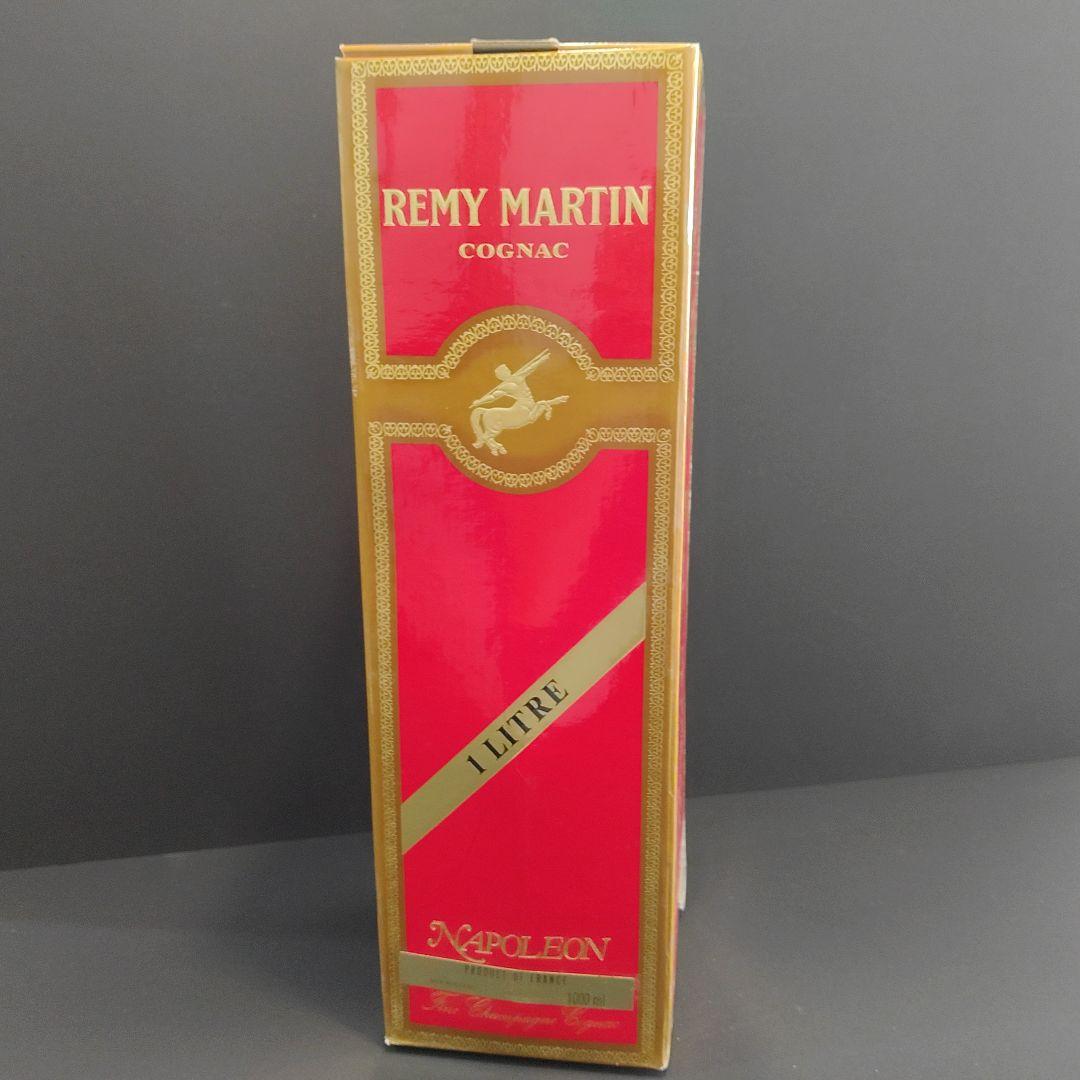 REMY MARTIN
COGNAC
1 LITRE
NAPOLEON
PRODUCT OF FRANCE
1000 ml
Fine Champagne Cognac